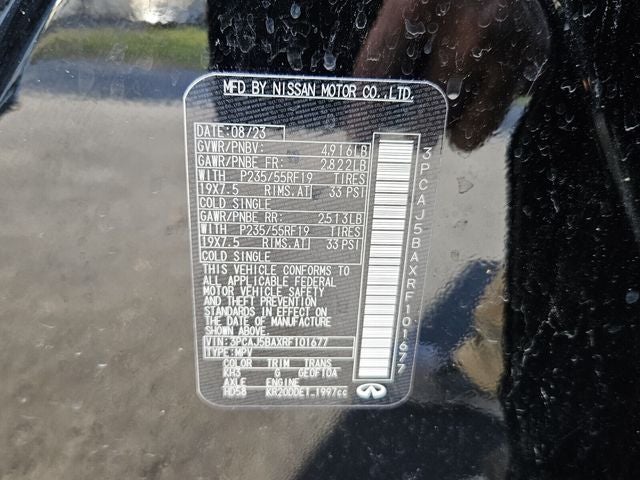 MFD BY NISSAN MOTOR CO.,LTD.
DATE: 08/23
GVWR/PNBV: 4,916LB
GAWR/PNBE FR: 2,822LB
WITH P235/55RF19 TIRES
19X7.5 RIMS.AT 33 PSI
COLD SINGLE
GAWR/PNBE RR: 2,513LB
WITH P235/55RF19 TIRES
19X7.5 RIMS.AT 33 PSI
COLD SINGLE
THIS VEHICLE CONFORMS TO
ALL APPLICABLE FEDERAL
MOTOR VEHICLE SAFETY
AND THEFT PREVENTION
STANDARDS IN EFFECT ON
THE DATE OF MANUFACTURE
SHOWN ABOVE.
VIN: 3PCAJ5BAXRF101677
TYPE: MPV
COLOR TRIM TRANS
KH3 G GE0F10A
AXLE ENGINE
HD58 KR20DDET 1997cc
3PCAJ5BAXRF101677